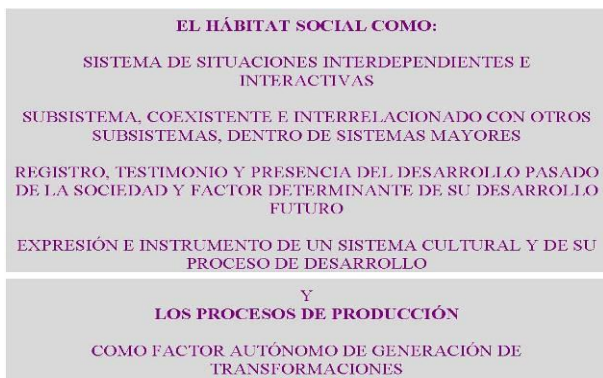 EL HÁBITAT SOCIAL COMO:
SISTEMA DE SITUACIONES INTERDEPENDIENTES E
INTERACTIVAS
SUBSISTEMA, COEXISTENTE E INTERRELACIONADO CON OTROS
SUBSISTEMAS, DENTRO DE SISTEMAS MAYORES
REGISTRO, TESTIMONIO Y PRESENCIA DEL DESARROLLO PASADO
DE LA SOCIEDAD Y FACTOR DETERMINANTE DE SU DESARROLLO
FUTURO
EXPRESIÓN E INSTRUMENTO DE UN SISTEMA CULTURAL Y DE SU
PROCESO DE DESARROLLO
Y
LOS PROCESOS DE PRODUCCIÓN
COMO FACTOR AUTÓNOMO DE GENERACIÓN DE
TRANSFORMACIONES